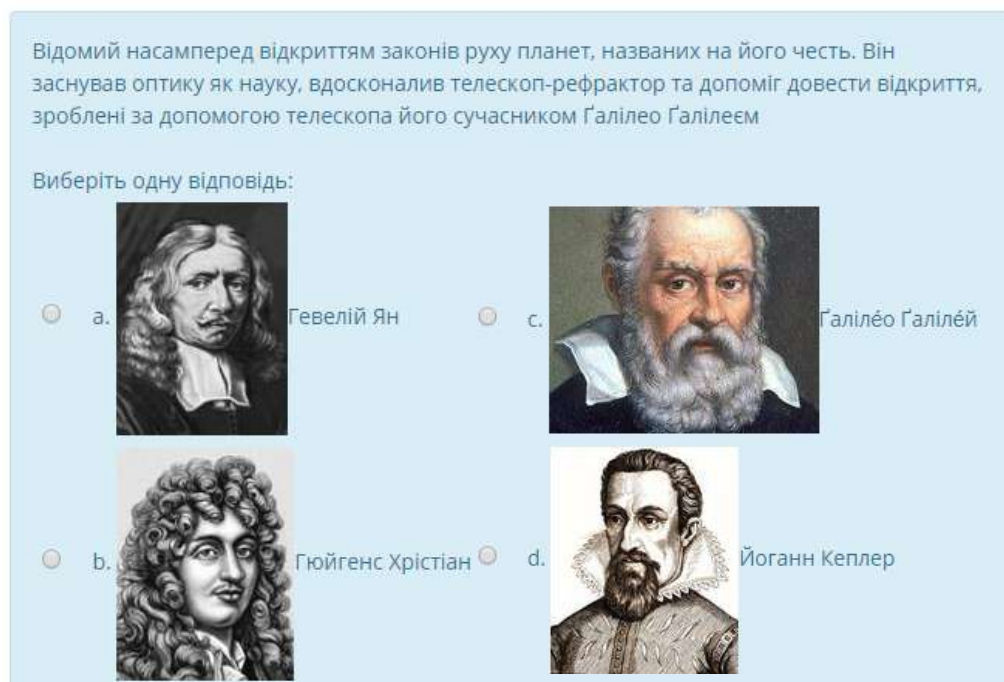 Відомий насамперед відкриттям законів руху планет, названих на його честь. Він
заснував оптику як науку, вдосконалив телескоп-рефрактор та допоміг довести відкриття,
зроблені за допомогою телескопа його сучасником Ґалілео Ґалілеєм
Виберіть одну відповідь:
a. Гевелій Ян
c. Ґаліле́о Ґаліле́й
b. Гюйгенс Хрістіан
d. Йоганн Кеплер